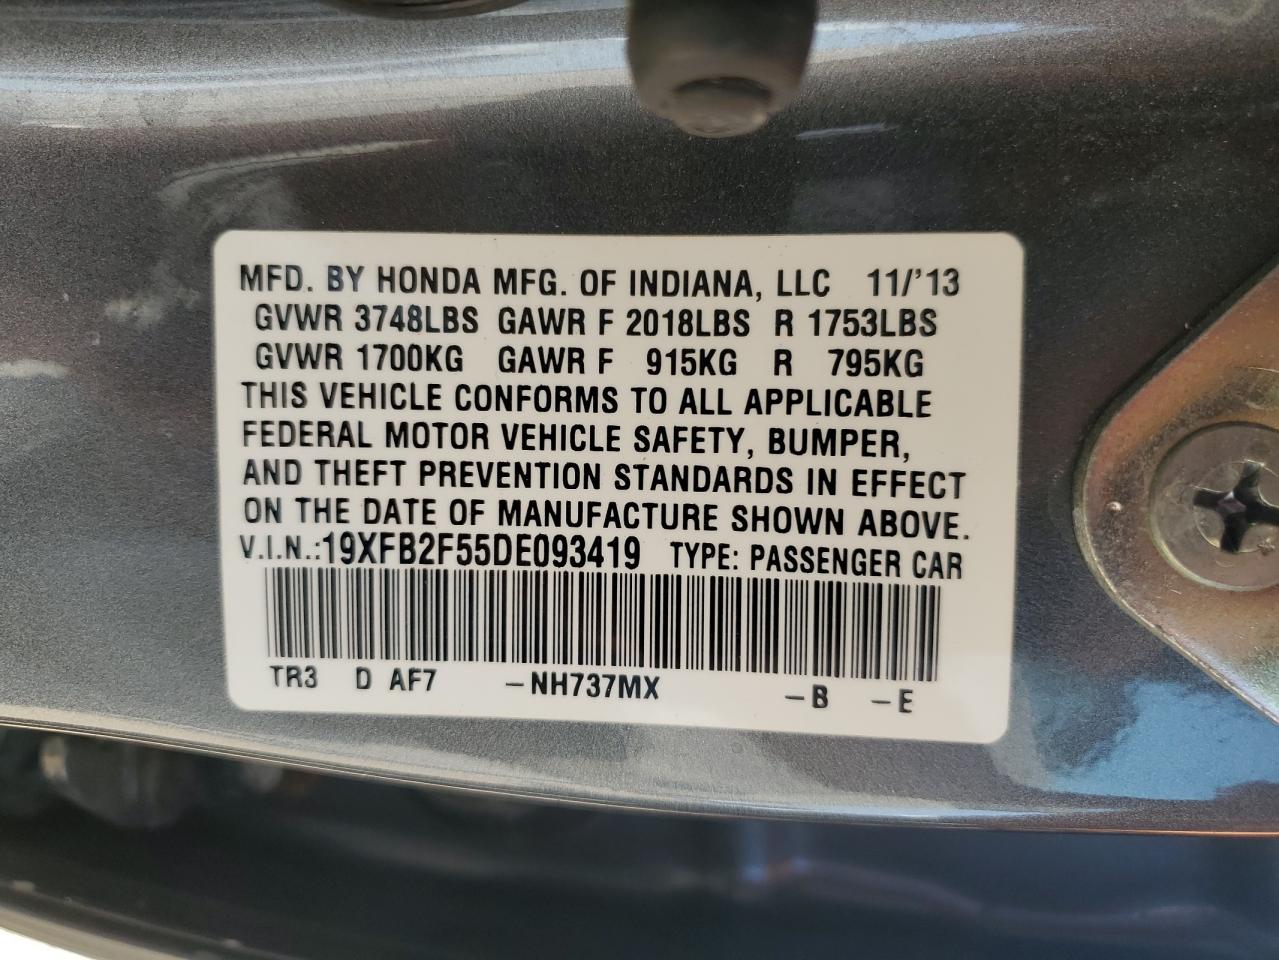 MFD. BY HONDA MFG. OF INDIANA, LLC 11/'13
GVWR 3748LBS GAWR F 2018LBS R 1753LBS
GVWR 1700KG GAWR F 915KG R 795KG
THIS VEHICLE CONFORMS TO ALL APPLICABLE
FEDERAL MOTOR VEHICLE SAFETY, BUMPER,
AND THEFT PREVENTION STANDARDS IN EFFECT
ON THE DATE OF MANUFACTURE SHOWN ABOVE.
V.I.N.:19XFB2F55DE093419 TYPE: PASSENGER CAR
TR3 D AF7 -NH737MX -B -E